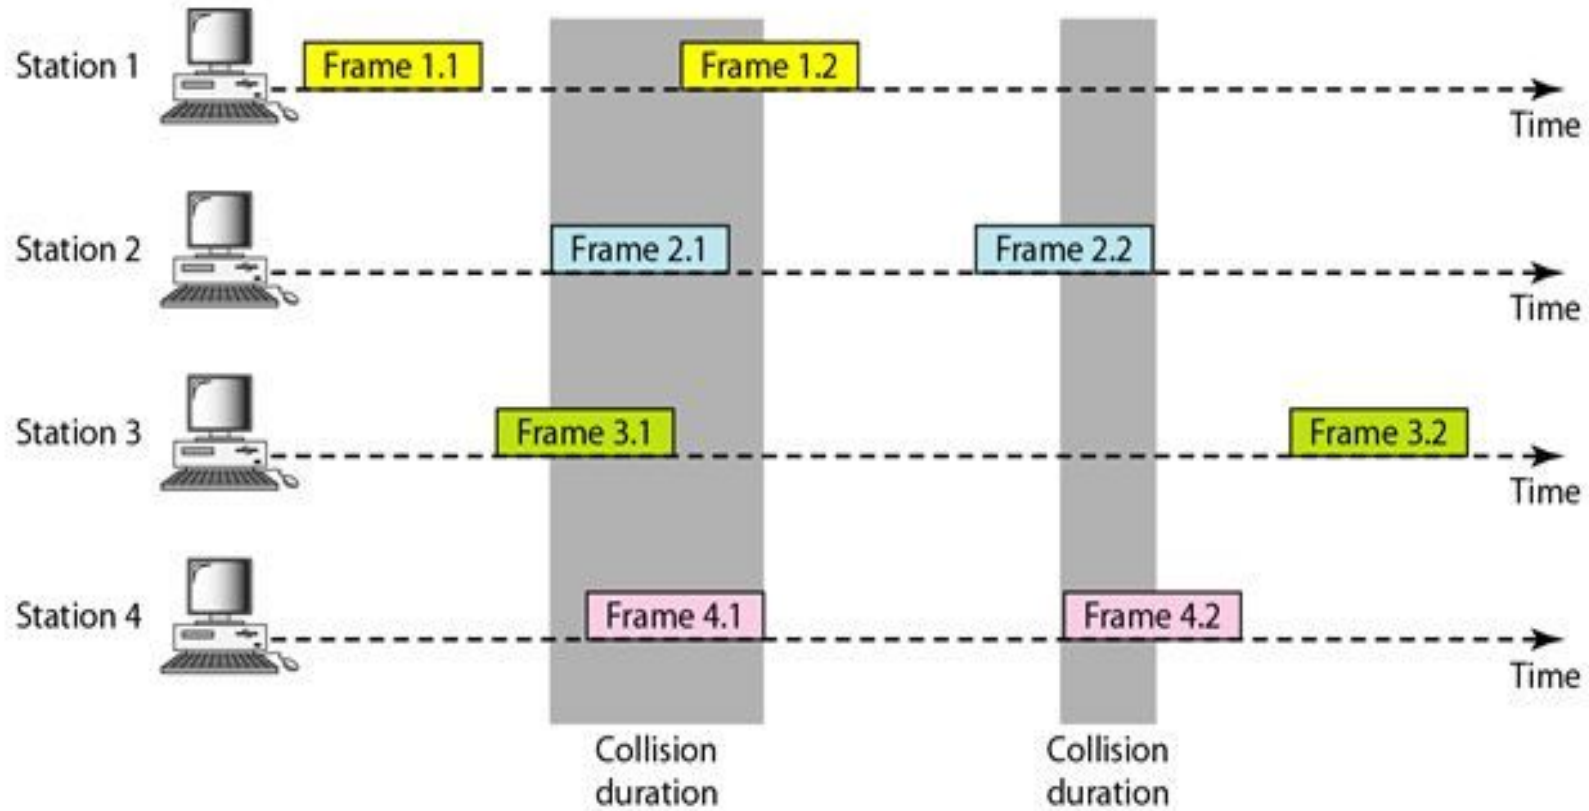 Station 1
Frame 1.1
Frame 1.2
Time
Station 2
Frame 2.1
Frame 2.2
Time
Station 3
Frame 3.1
Frame 3.2
Time
Station 4
Frame 4.1
Frame 4.2
Time
Collision
duration
Collision
duration